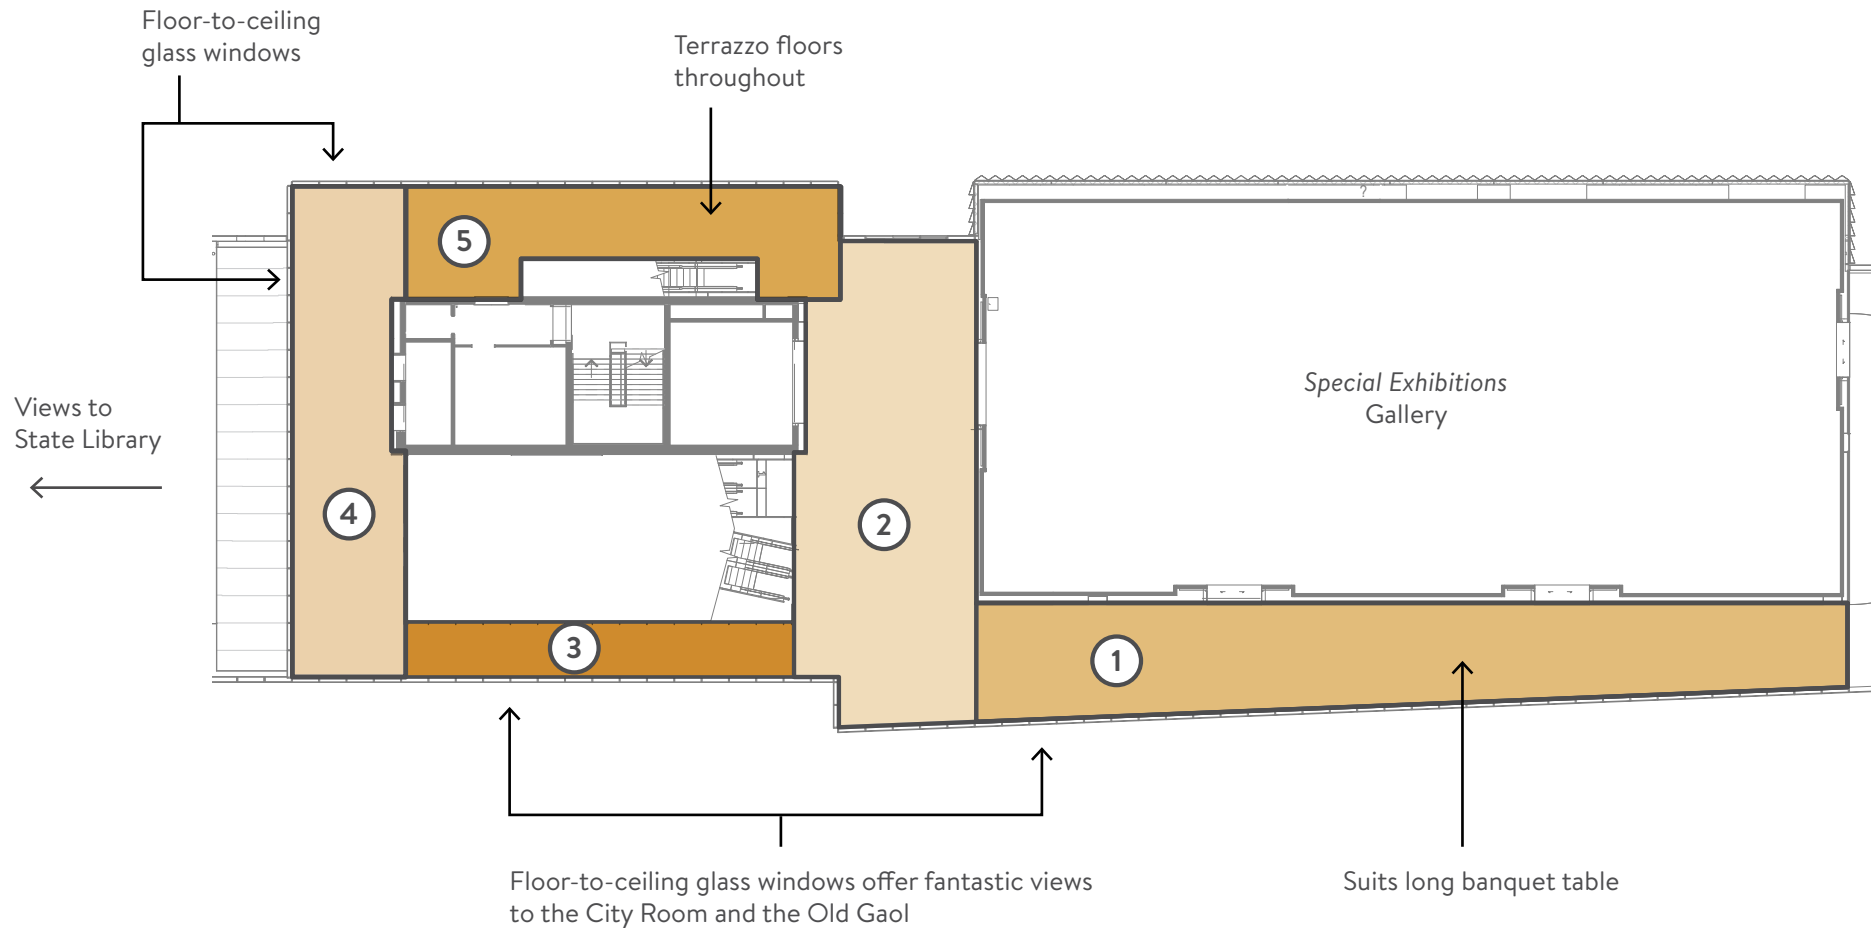 Floor-to-ceiling
glass windows
Terrazzo floors
throughout
?
5
Special Exhibitions
Gallery
Views to
State Library
4
2
3
1
Floor-to-ceiling glass windows offer fantastic views
to the City Room and the Old Gaol
Suits long banquet table